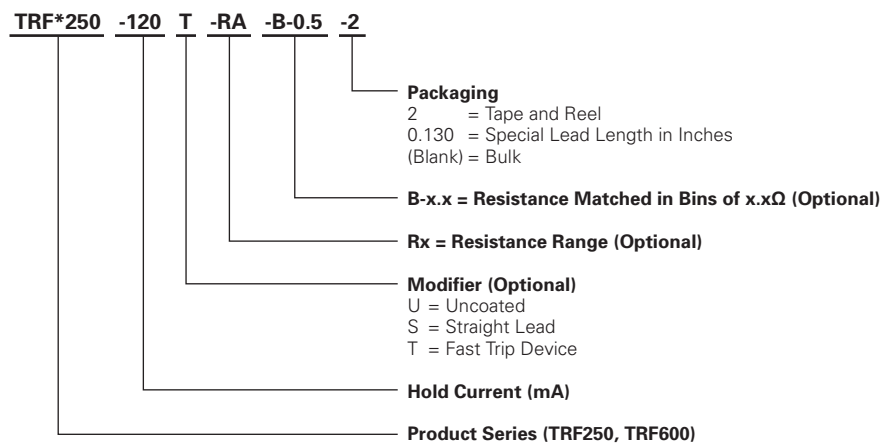 TRF*250 -120 T -RA -B-0.5 -2
Packaging
2 = Tape and Reel
0.130 = Special Lead Length in Inches
(Blank) = Bulk
B-x.x = Resistance Matched in Bins of x.xΩ (Optional)
Rx = Resistance Range (Optional)
Modifier (Optional)
U = Uncoated
S = Straight Lead
T = Fast Trip Device
Hold Current (mA)
Product Series (TRF250, TRF600)